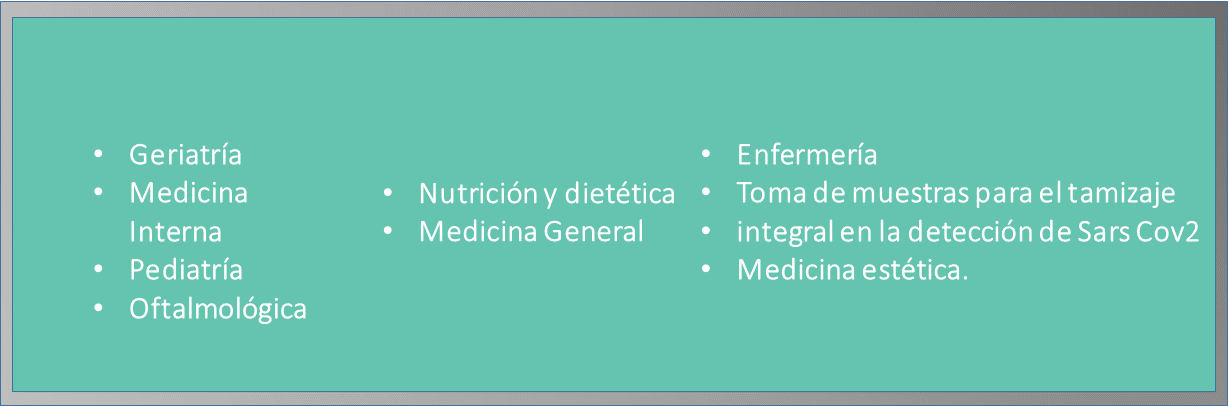 • Geriatría
• Medicina
Interna
• Pediatría
• Oftalmológica
• Nutrición y dietética
• Medicina General
• Enfermería
• Toma de muestras para el tamizaje
• integral en la detección de Sars Cov2
• Medicina estética.